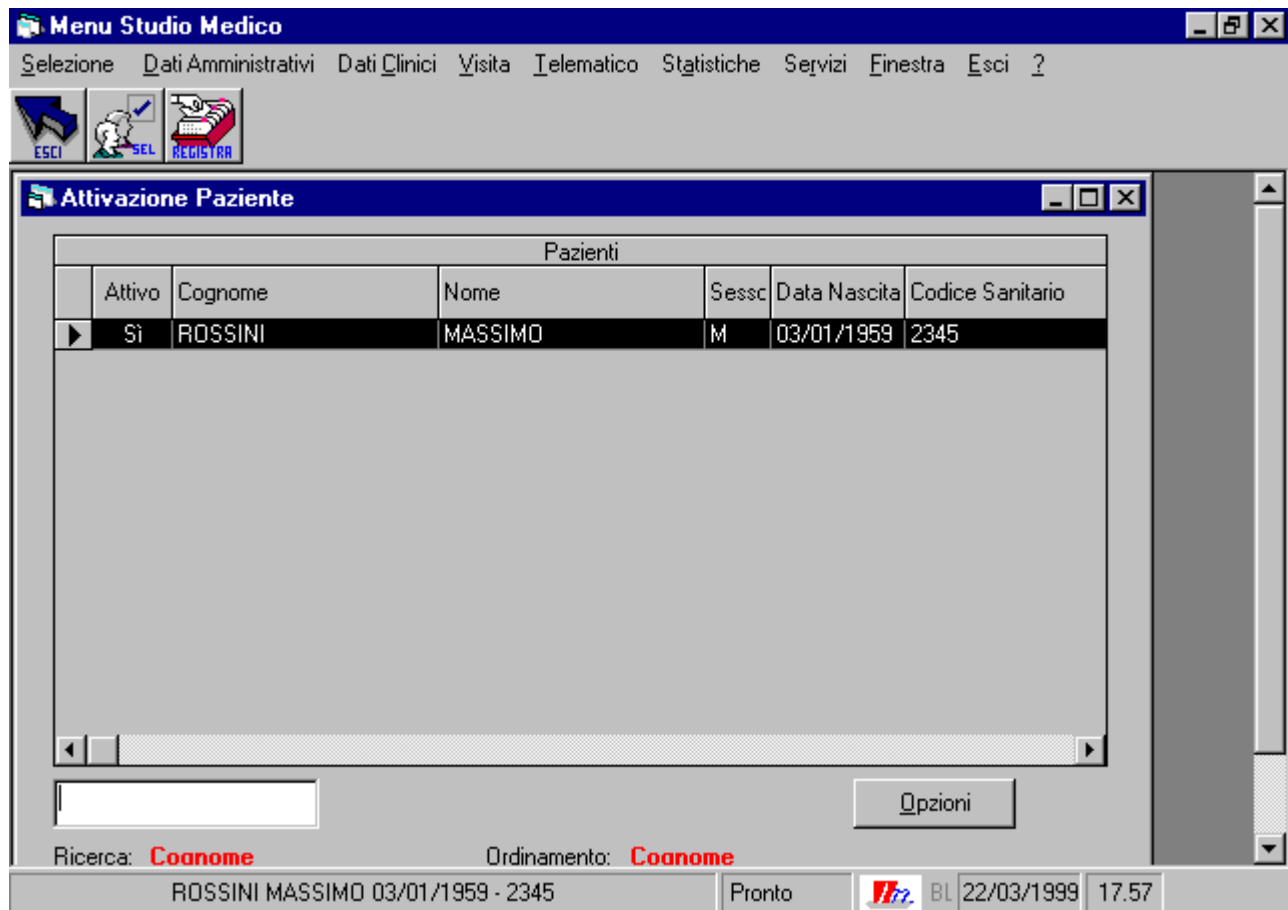 Menu Studio Medico
Selezione Dati Amministrativi Dati Clinici Visita Telematico Statistiche Servizi Finestra Esci ?
ESCI SEL REGISTRA
Attivazione Paziente
Pazienti
Attivo Cognome Nome Sesso Data Nascita Codice Sanitario
Sì ROSSINI MASSIMO M 03/01/1959 2345
Opzioni
Ricerca: Cognome Ordinamento: Cognome
ROSSINI MASSIMO 03/01/1959 - 2345 Pronto BL 22/03/1999 17.57